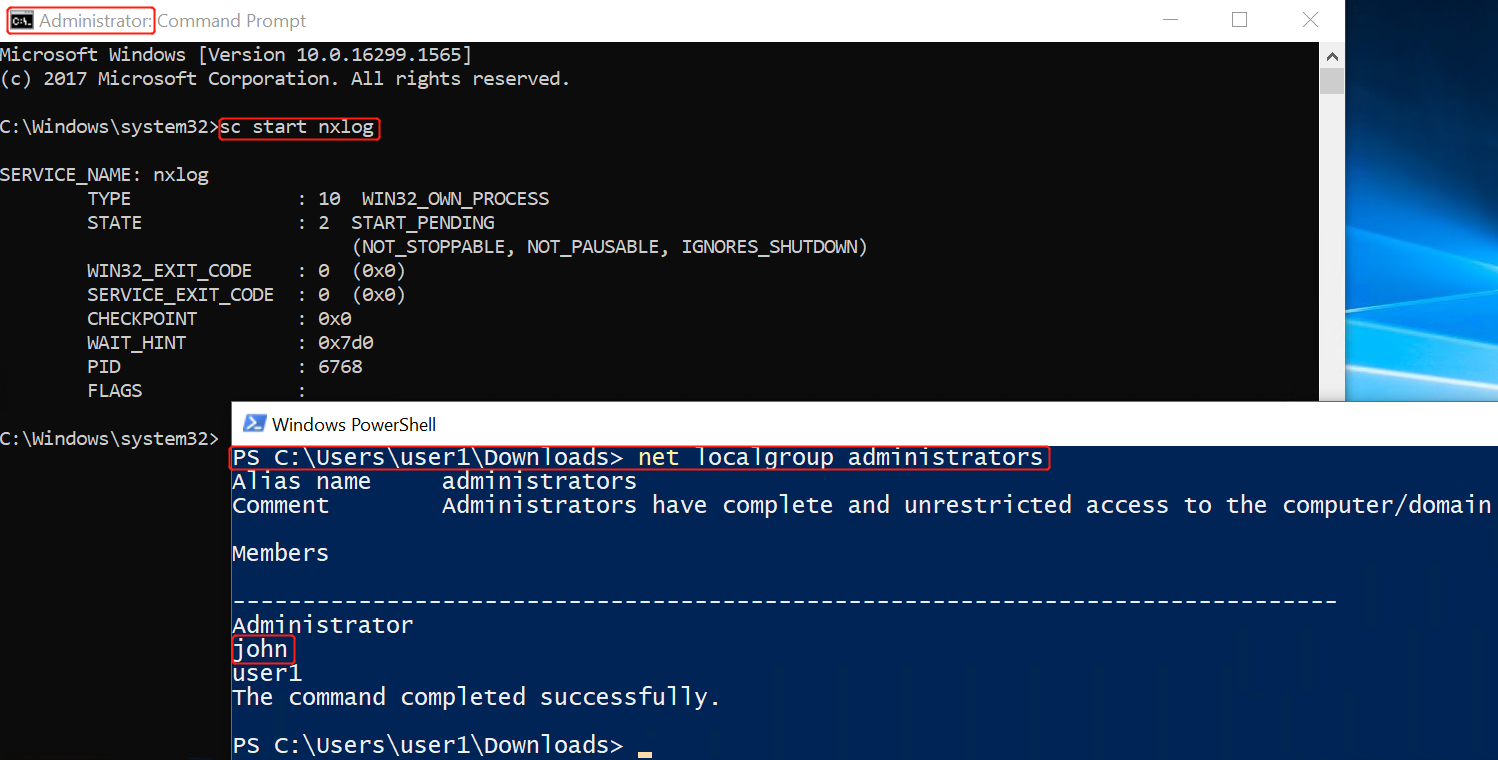 Administrator: Command Prompt
Microsoft Windows [Version 10.0.16299.1565]
(c) 2017 Microsoft Corporation. All rights reserved.
C:\Windows\system32>sc start nxlog
SERVICE_NAME: nxlog
TYPE : 10 WIN32_OWN_PROCESS
STATE : 2 START_PENDING
(NOT_STOPPABLE, NOT_PAUSABLE, IGNORES_SHUTDOWN)
WIN32_EXIT_CODE : 0 (0x0)
SERVICE_EXIT_CODE : 0 (0x0)
CHECKPOINT : 0x0
WAIT_HINT : 0x7d0
PID : 6768
FLAGS :
C:\Windows\system32>
Windows PowerShell
PS C:\Users\user1\Downloads> net localgroup administrators
Alias name administrators
Comment Administrators have complete and unrestricted access to the computer/domain
Members
-------------------------------------------------------------------------------
Administrator
john
user1
The command completed successfully.
PS C:\Users\user1\Downloads> _